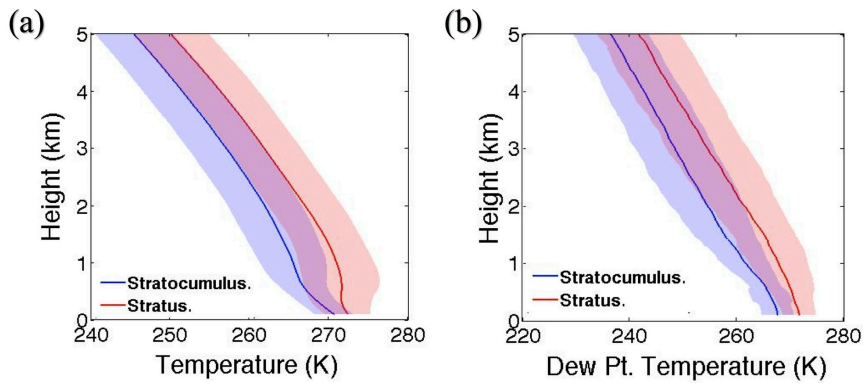 (a)
5
4
3
2
1
0
Height (km)
Stratocumulus.
Stratus.
240 250 260 270 280
Temperature (K)
(b)
5
4
3
2
1
0
Height (km)
Stratocumulus.
Stratus.
220 240 260 280
Dew Pt. Temperature (K)